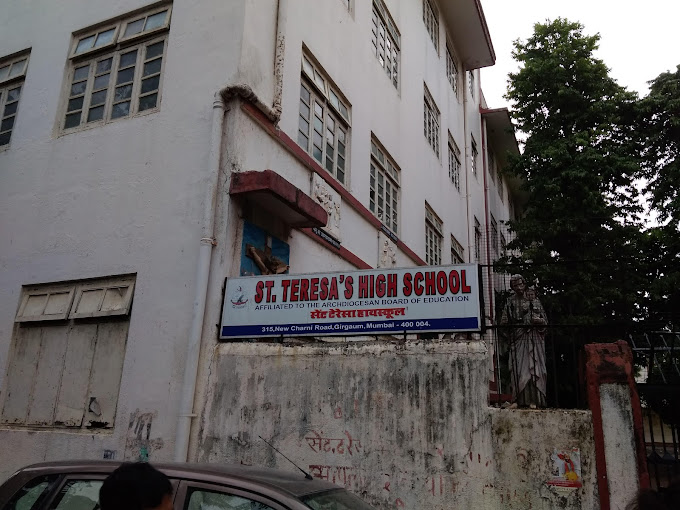 ST. TERESA'S HIGH SCHOOL
AFFILIATED TO THE ARCHDIOCESAN BOARD OF EDUCATION
सेंट टेरेसा हायस्कूल
315,New Charni Road,Girgaum,Mumbai - 400 004.
सेंट. टेरे